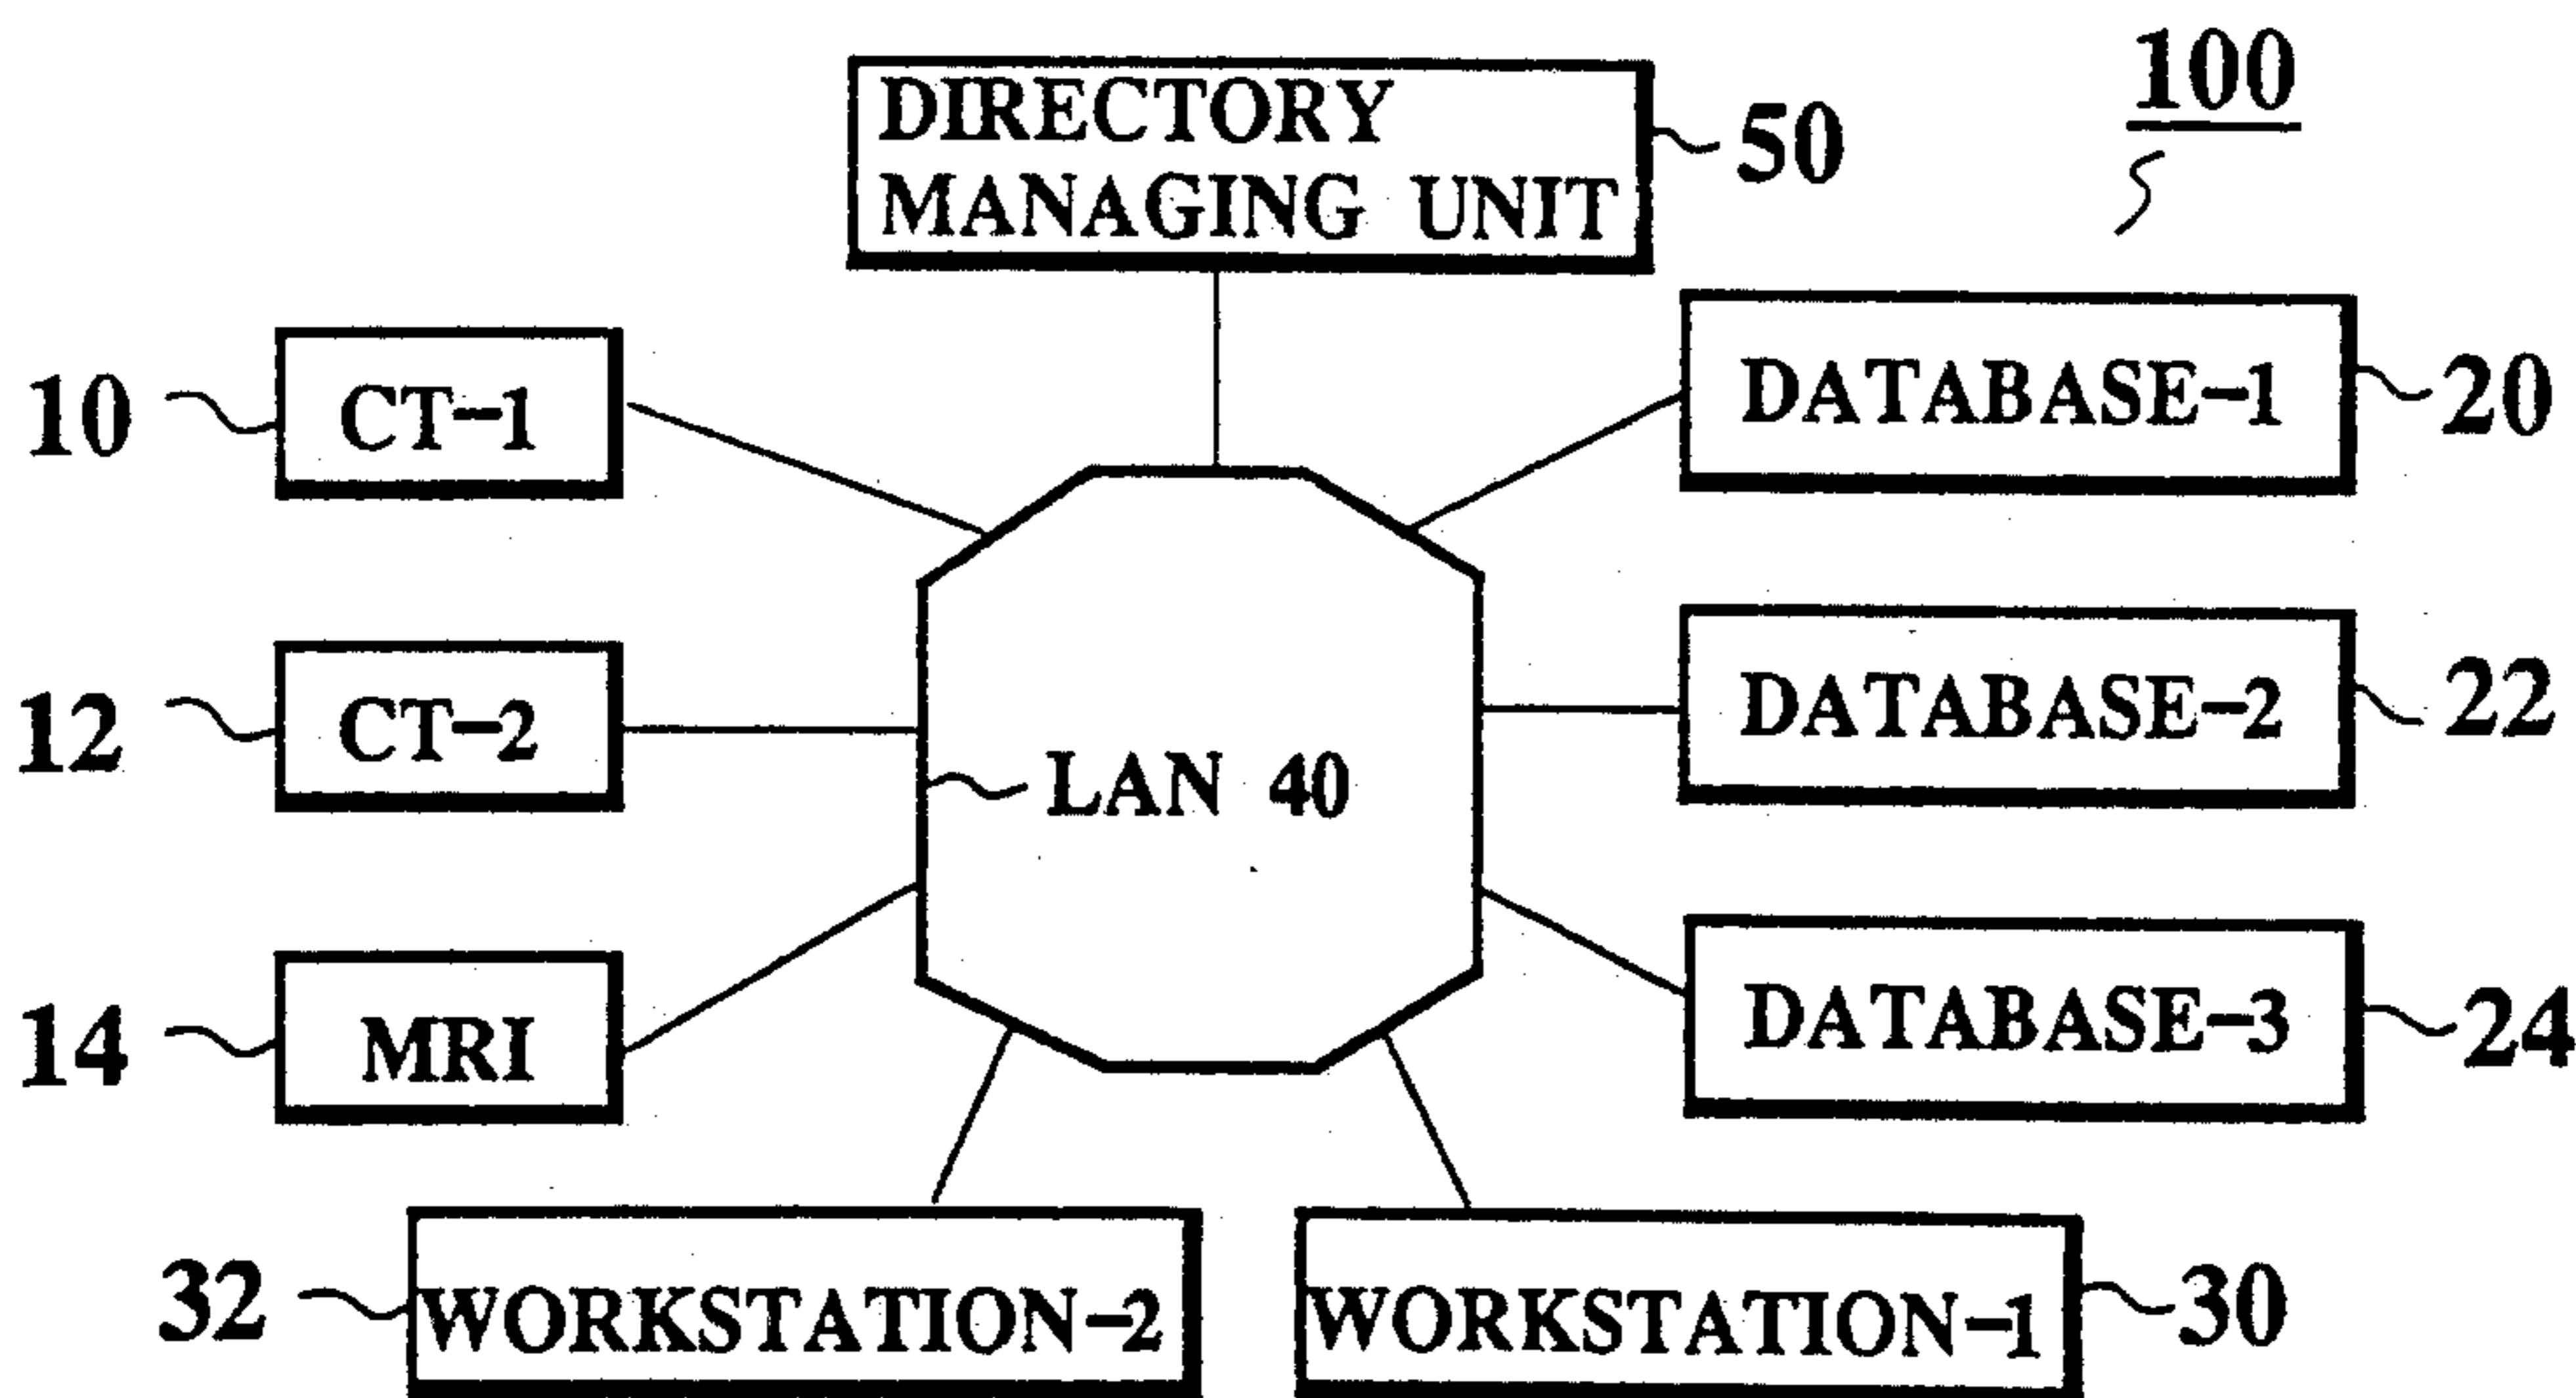 100
DIRECTORY
MANAGING UNIT
50
10
CT-1
DATABASE-1
20
12
CT-2
LAN 40
DATABASE-2
22
14
MRI
DATABASE-3
24
32
WORKSTATION-2
WORKSTATION-1
30